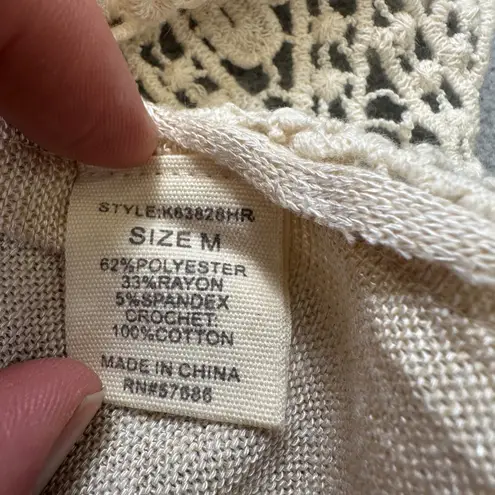 STYLE:K63828HR
SIZE M
62%POLYESTER
33%RAYON
5%SPANDEX
CROCHET
100%COTTON
MADE IN CHINA
RN#57686